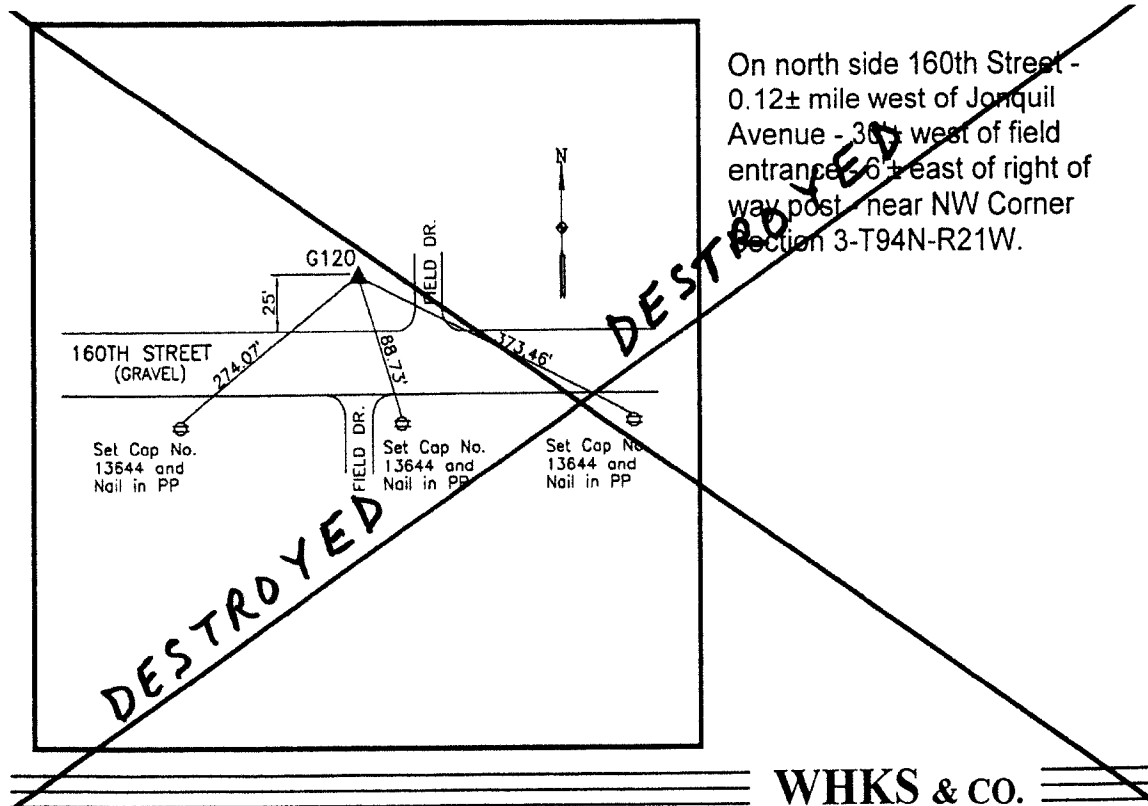 On north side 160th Street -
0.12± mile west of Jonquil
Avenue - 30'± west of field
entrance - 6'± east of right of
way post - near NW Corner
Section 3-T94N-R21W.
N
G120
FIELD DR.
25'
160TH STREET
(GRAVEL)
274.07'
88.73'
373.46'
Set Cap No.
13644 and
Nail in PP
FIELD DR.
Set Cap No.
13644 and
Nail in PP
Set Cap No.
13644 and
Nail in PP
DESTROYED
DESTROYED
WHKS & CO.